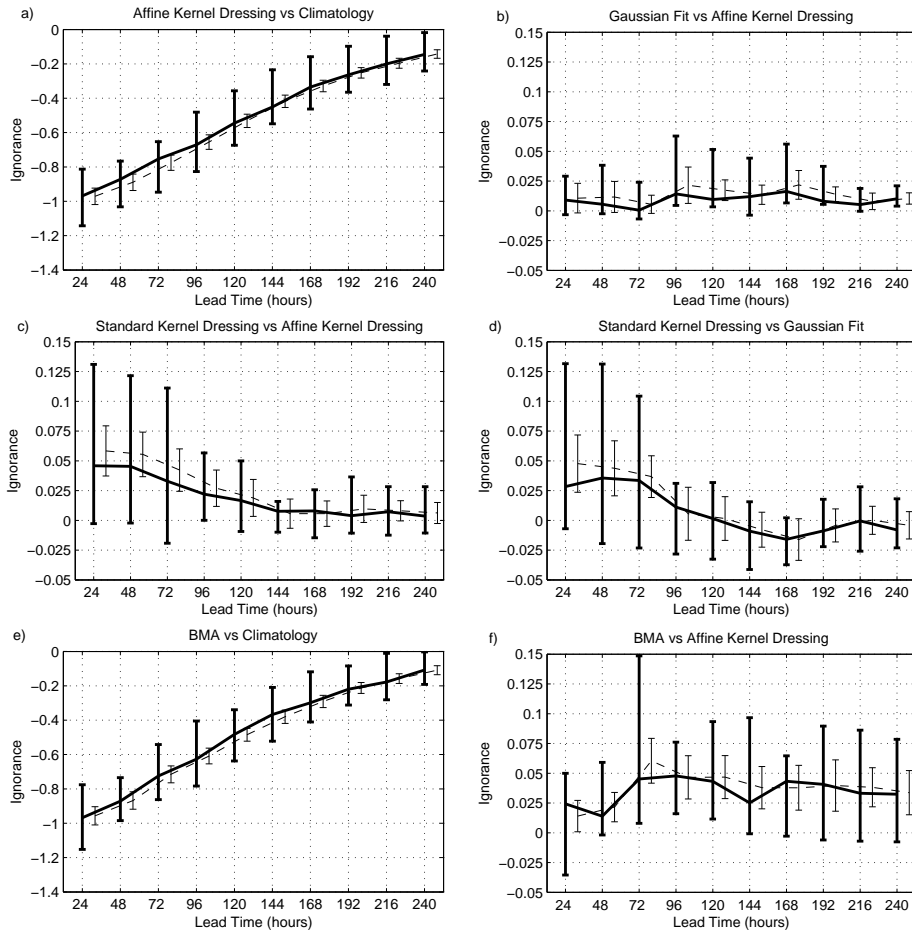 a) Affine Kernel Dressing vs Climatology
0
−0.2
−0.4
−0.6
−0.8
−1
−1.2
−1.4
Ignorance
24 48 72 96 120 144 168 192 216 240
Lead Time (hours)
b) Gaussian Fit vs Affine Kernel Dressing
0.15
0.125
0.1
0.075
0.05
0.025
0
−0.025
−0.05
Ignorance
24 48 72 96 120 144 168 192 216 240
Lead Time (hours)
c) Standard Kernel Dressing vs Affine Kernel Dressing
0.15
0.125
0.1
0.075
0.05
0.025
0
−0.025
−0.05
Ignorance
24 48 72 96 120 144 168 192 216 240
Lead Time (hours)
d) Standard Kernel Dressing vs Gaussian Fit
0.15
0.125
0.1
0.075
0.05
0.025
0
−0.025
−0.05
Ignorance
24 48 72 96 120 144 168 192 216 240
Lead Time (hours)
e) BMA vs Climatology
0
−0.2
−0.4
−0.6
−0.8
−1
−1.2
−1.4
Ignorance
24 48 72 96 120 144 168 192 216 240
Lead Time (hours)
f) BMA vs Affine Kernel Dressing
0.15
0.125
0.1
0.075
0.05
0.025
0
−0.025
−0.05
Ignorance
24 48 72 96 120 144 168 192 216 240
Lead Time (hours)